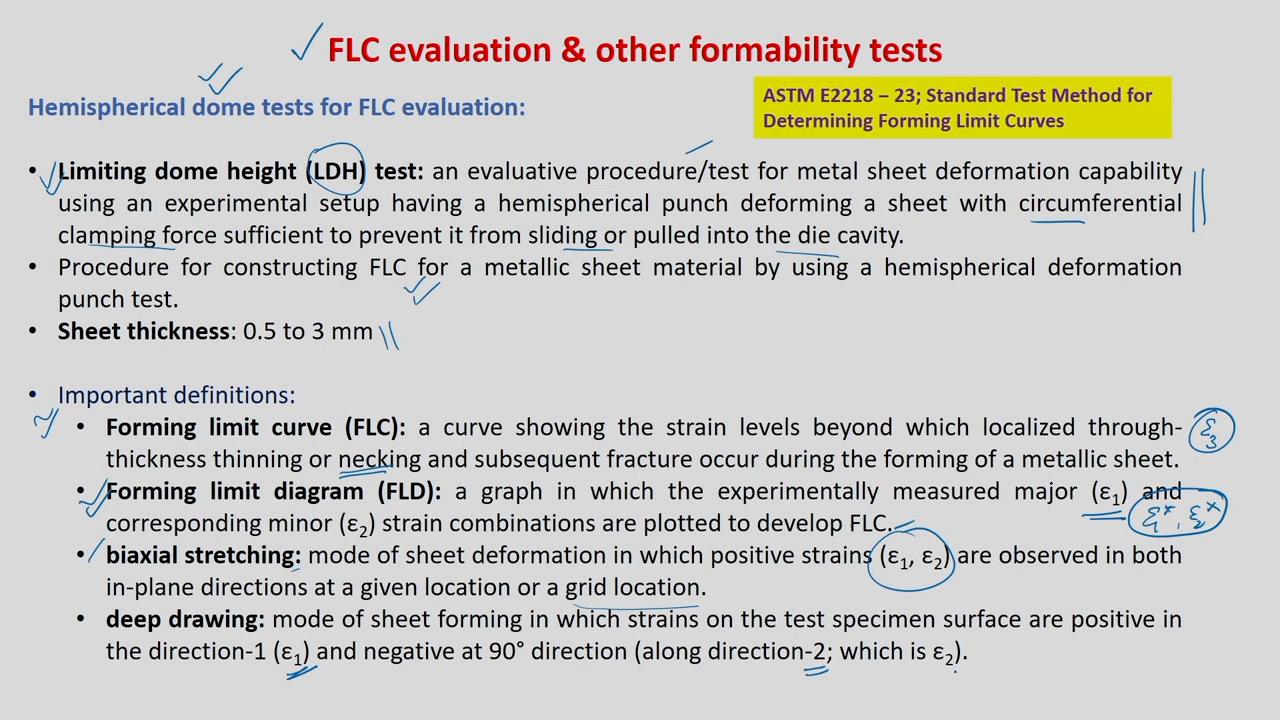 FLC evaluation & other formability tests
Hemispherical dome tests for FLC evaluation:
ASTM E2218 – 23; Standard Test Method for
Determining Forming Limit Curves
• Limiting dome height (LDH) test: an evaluative procedure/test for metal sheet deformation capability
using an experimental setup having a hemispherical punch deforming a sheet with circumferential
clamping force sufficient to prevent it from sliding or pulled into the die cavity.
• Procedure for constructing FLC for a metallic sheet material by using a hemispherical deformation
punch test.
• Sheet thickness: 0.5 to 3 mm
• Important definitions:
• Forming limit curve (FLC): a curve showing the strain levels beyond which localized through-
ε₃
thickness thinning or necking and subsequent fracture occur during the forming of a metallic sheet.
• Forming limit diagram (FLD): a graph in which the experimentally measured major (ε₁) and
corresponding minor (ε₂) strain combinations are plotted to develop FLC.
ε₁*, ε₂*
• biaxial stretching: mode of sheet deformation in which positive strains (ε₁, ε₂) are observed in both
in-plane directions at a given location or a grid location.
• deep drawing: mode of sheet forming in which strains on the test specimen surface are positive in
the direction-1 (ε₁) and negative at 90° direction (along direction-2; which is ε₂).